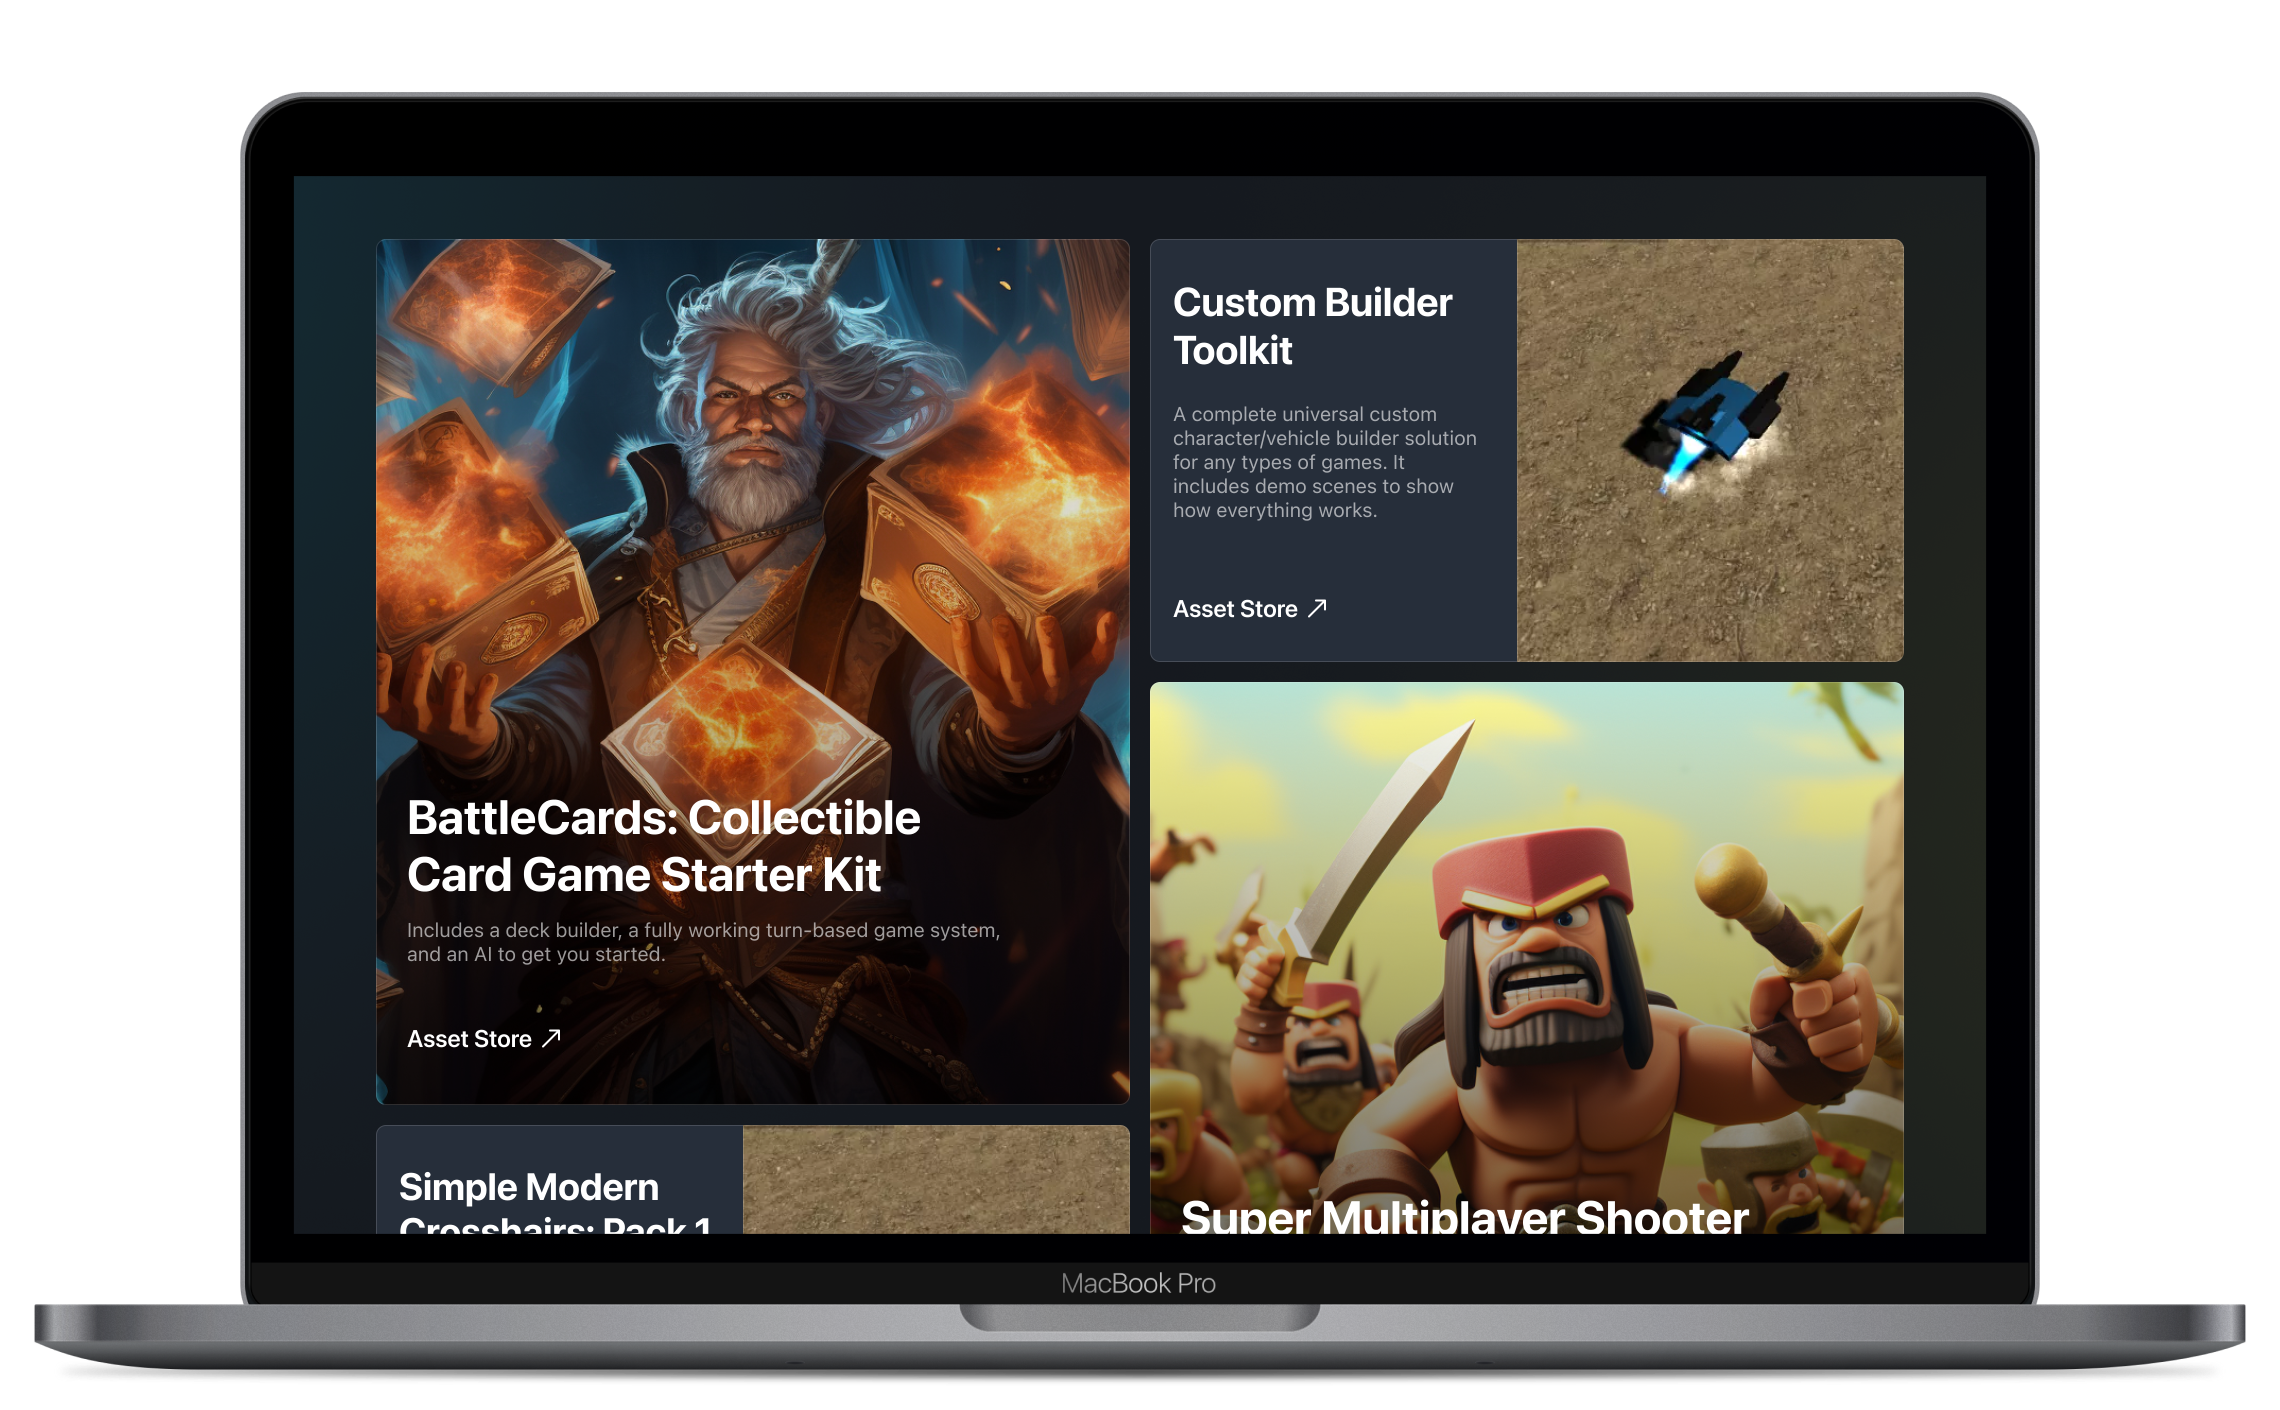 BattleCards: Collectible
Card Game Starter Kit
Includes a deck builder, a fully working turn-based game system,
and an AI to get you started.
Asset Store
Custom Builder
Toolkit
A complete universal custom
character/vehicle builder solution
for any types of games. It
includes demo scenes to show
how everything works.
Asset Store
Simple Modern
Crosshairs: Pack 1
Super Multiplayer Shooter
MacBook Pro